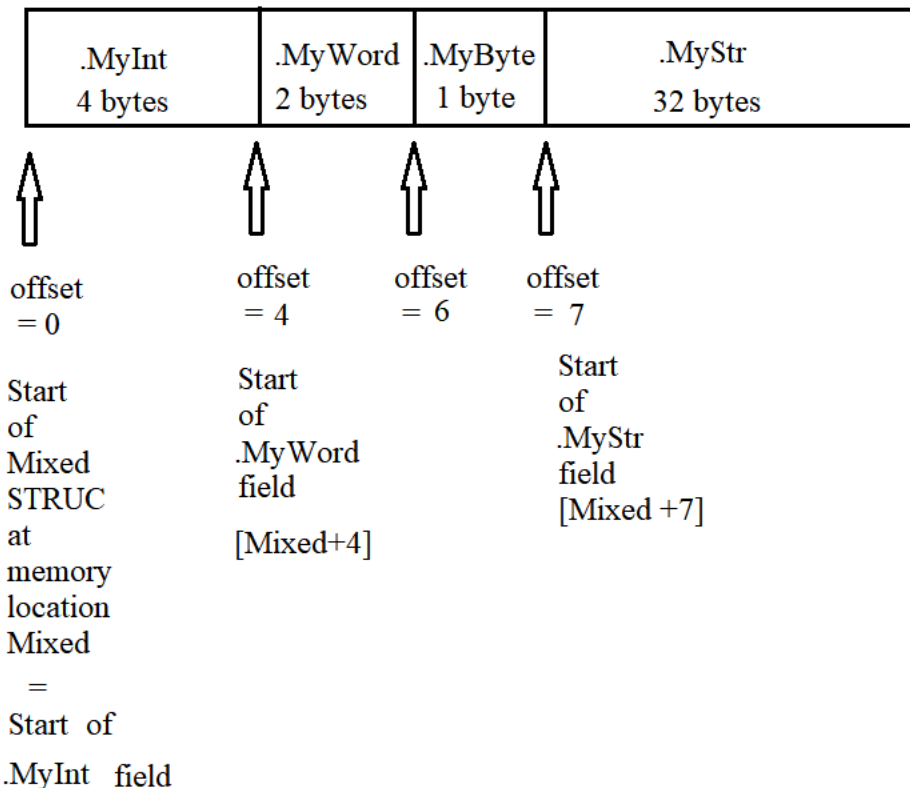 .MyInt
4 bytes
.MyWord
2 bytes
.MyByte
1 byte
.MyStr
32 bytes
offset
= 0
offset
= 4
offset
= 6
offset
= 7
Start
of
Mixed
STRUC
at
memory
location
Mixed
=
Start of
.MyInt field
Start
of
.MyWord
field
[Mixed+4]
Start
of
.MyStr
field
[Mixed +7]